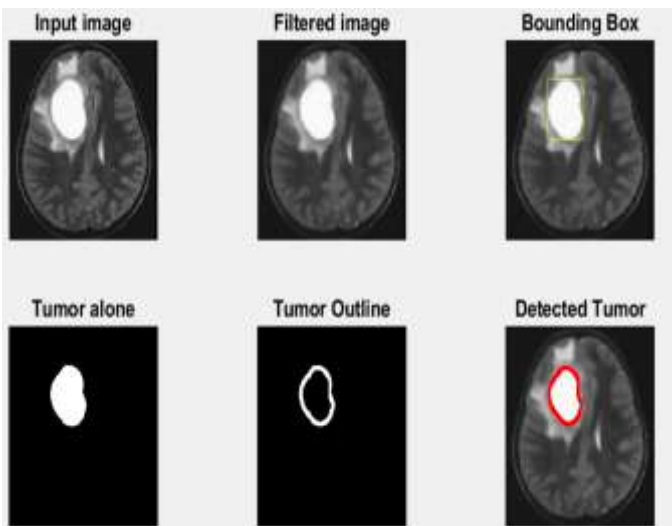 Input image
Filtered image
Bounding Box
Tumor alone
Tumor Outline
Detected Tumor